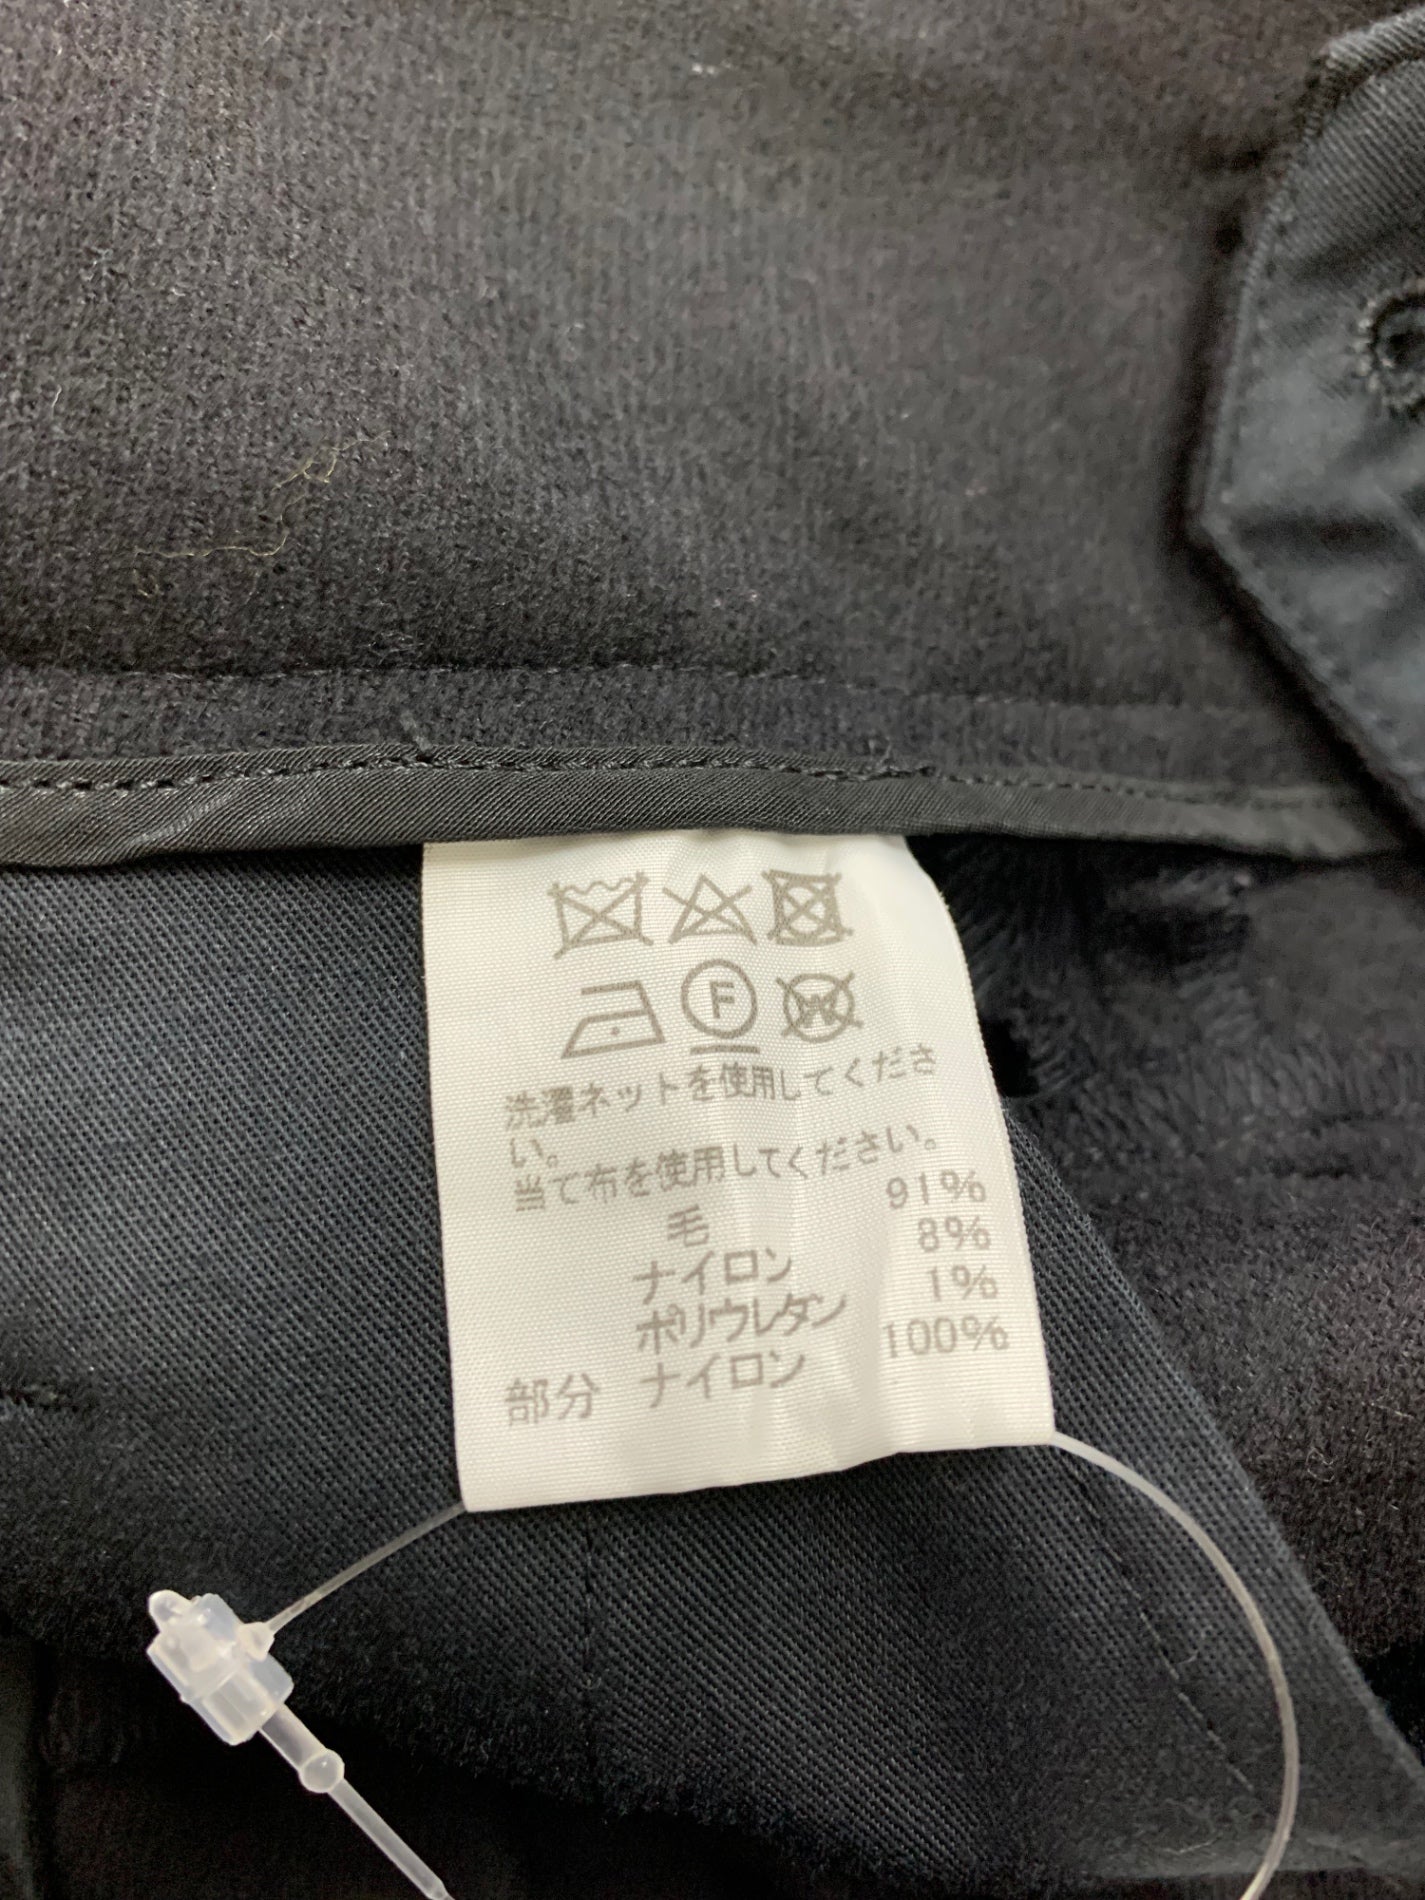 F W
洗濯ネットを使用してくださ
い。
当て布を使用してください。
毛 91%
ナイロン 8%
ポリウレタン 1%
部分 ナイロン 100%